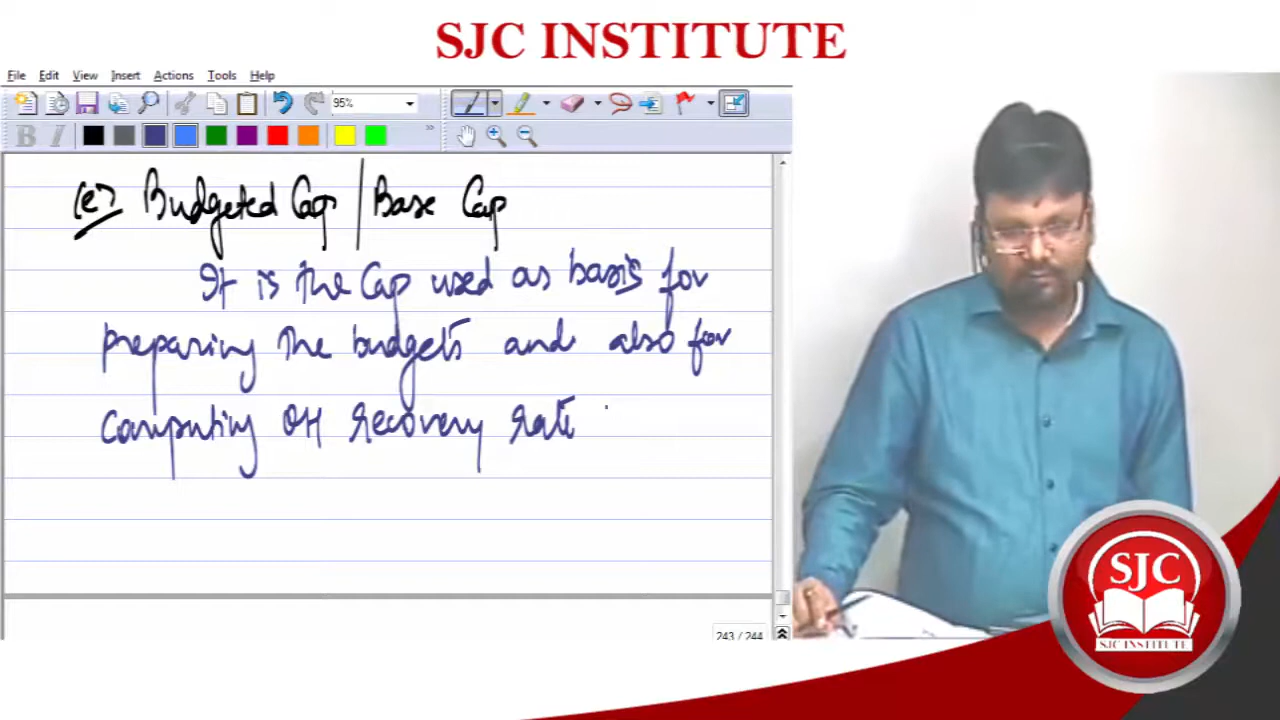 SJC INSTITUTE
File Edit View Insert Actions Tools Help
95%
B I
(e) Budgeted Cap / Base Cap
It is the Cap used as basis for
preparing the budgets and also for
computing OH recovery rate
243 / 244
SJC
SJC INSTITUTE